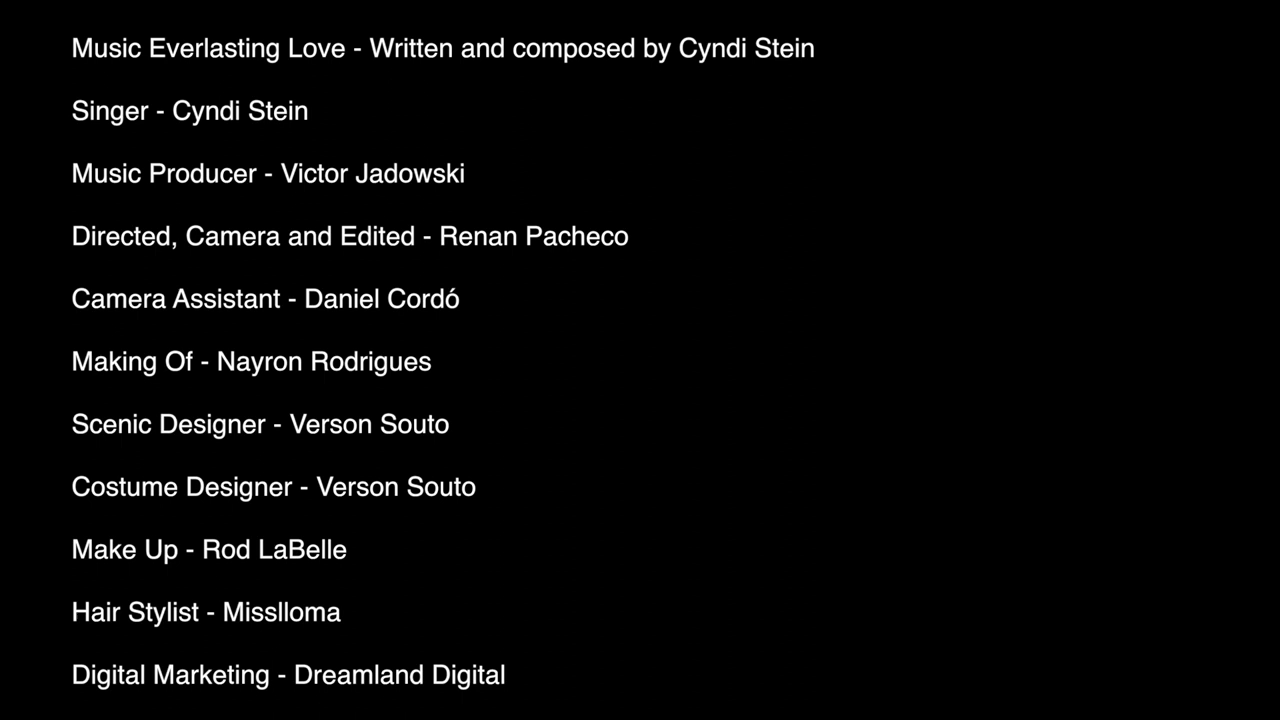 Music Everlasting Love - Written and composed by Cyndi Stein
Singer - Cyndi Stein
Music Producer - Victor Jadowski
Directed, Camera and Edited - Renan Pacheco
Camera Assistant - Daniel Cordó
Making Of - Nayron Rodrigues
Scenic Designer - Verson Souto
Costume Designer - Verson Souto
Make Up - Rod LaBelle
Hair Stylist - Misslloma
Digital Marketing - Dreamland Digital